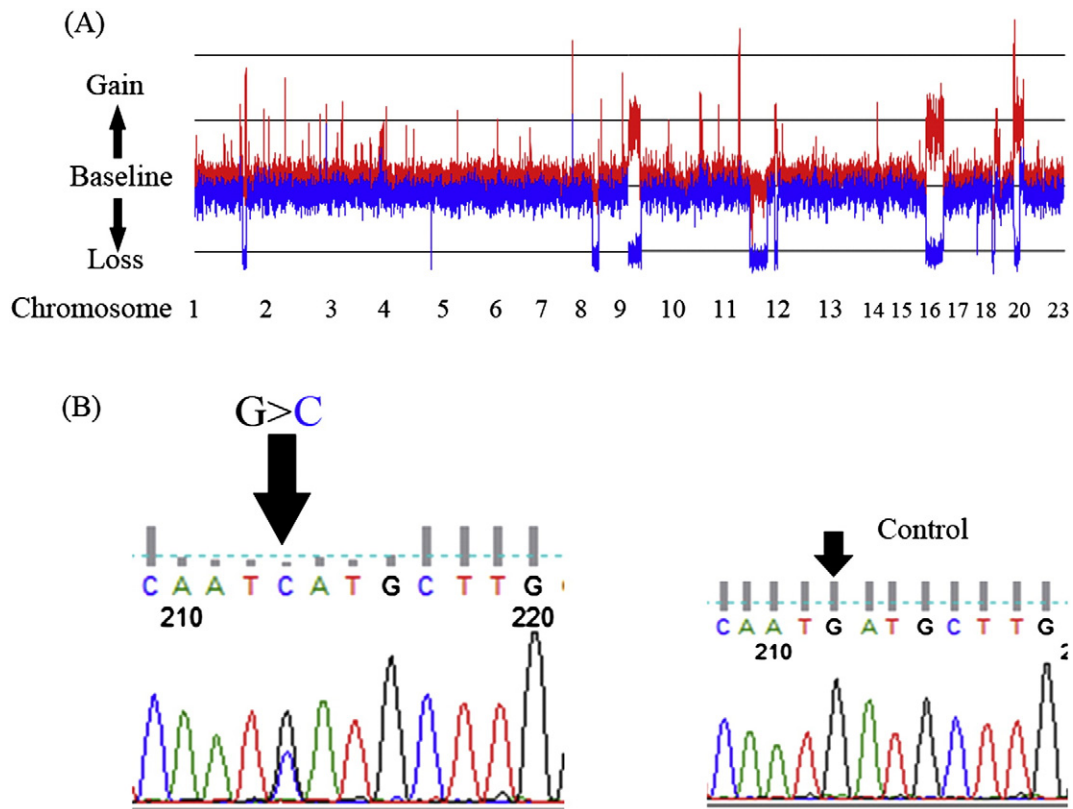 (A)
Gain
Baseline
Loss
Chromosome 1 2 3 4 5 6 7 8 9 10 11 12 13 14 15 16 17 18 20 23
(B)
G>C
C A A T C A T G C T T G
210 220
Control
C A A T G A T G C T T G
210